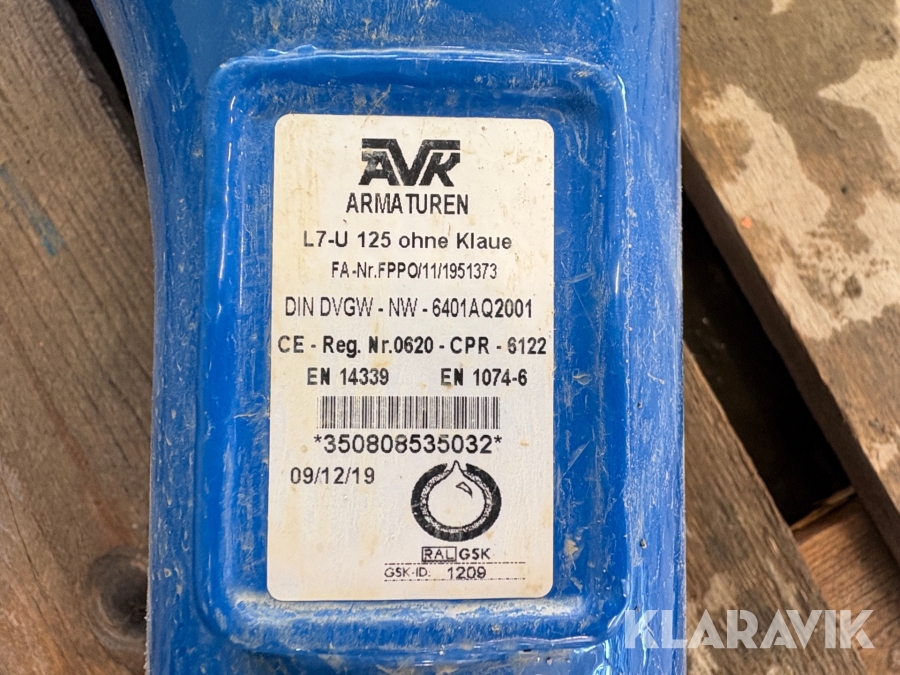 AVK
ARMATUREN
L7-U 125 ohne Klaue
FA-Nr.FPPO/11/1951373
DIN DVGW - NW - 6401AQ2001
CE - Reg. Nr.0620 - CPR - 6122
EN 14339 EN 1074-6
*350808535032*
09/12/19
RAL GSK
GSK-ID: 1209
KLARAVIK